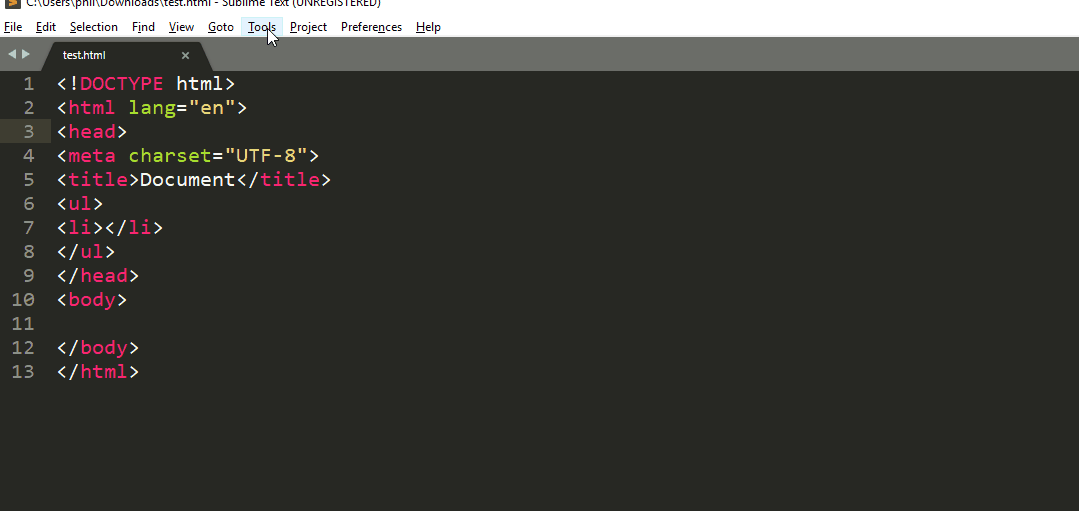 C:\Users\phil\Downloads\test.html - Sublime Text (UNREGISTERED)
File Edit Selection Find View Goto Tools Project Preferences Help
test.html ×
1 <!DOCTYPE html>
2 <html lang="en">
3 <head>
4 <meta charset="UTF-8">
5 <title>Document</title>
6 <ul>
7 <li></li>
8 </ul>
9 </head>
10 <body>
11
12 </body>
13 </html>